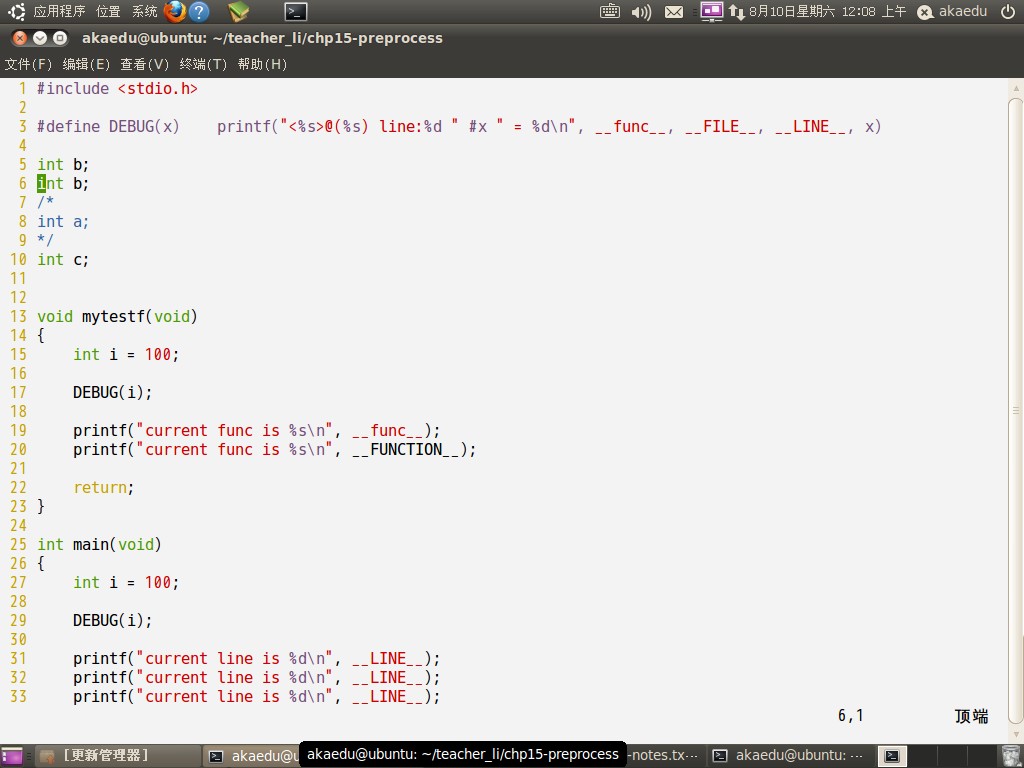 应用程序 位置 系统 8月10日星期六 12:08 上午 akaedu
akaedu@ubuntu: ~/teacher_li/chp15-preprocess
文件(F) 编辑(E) 查看(V) 终端(T) 帮助(H)
1 #include <stdio.h>
2
3 #define DEBUG(x)    printf("<%s>@(%s) line:%d " #x " = %d\n", __func__, __FILE__, __LINE__, x)
4
5 int b;
6 int b;
7 /*
8 int a;
9 */
10 int c;
11
12
13 void mytestf(void)
14 {
15     int i = 100;
16
17     DEBUG(i);
18
19     printf("current func is %s\n", __func__);
20     printf("current func is %s\n", __FUNCTION__);
21
22     return;
23 }
24
25 int main(void)
26 {
27     int i = 100;
28
29     DEBUG(i);
30
31     printf("current line is %d\n", __LINE__);
32     printf("current line is %d\n", __LINE__);
33     printf("current line is %d\n", __LINE__);
6,1 顶端
[更新管理器] akaedu@u akaedu@ubuntu: ~/teacher_li/chp15-preprocess -notes.tx··· akaedu@ubuntu: ···